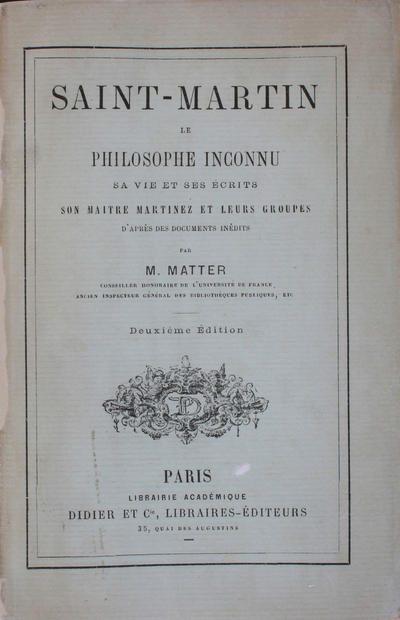 SAINT-MARTIN
LE
PHILOSOPHE INCONNU
SA VIE ET SES ÉCRITS
SON MAITRE MARTINEZ ET LEURS GROUPES
D'APRÈS DES DOCUMENTS INÉDITS
PAR
M. MATTER
CONSEILLER HONORAIRE DE L'UNIVERSITÉ DE FRANCE,
ANCIEN INSPECTEUR GÉNÉRAL DES BIBLIOTHÈQUES PUBLIQUES, ETC
Deuxième Édition
PARIS
LIBRAIRIE ACADÉMIQUE
DIDIER ET Cie, LIBRAIRES-ÉDITEURS
35, QUAI DES AUGUSTINS